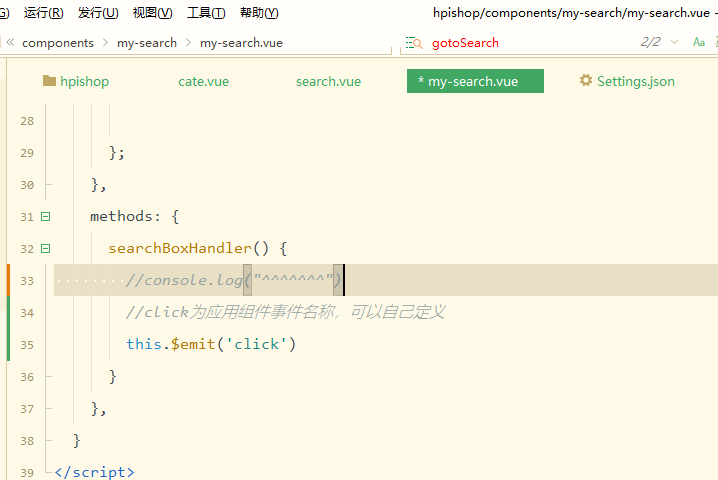 G) 运行(R) 发行(U) 视图(V) 工具(T) 帮助(Y) hpishop/components/my-search/my-search.vue -
components > my-search > my-search.vue gotoSearch 2/2 Aa
hpishop cate.vue search.vue * my-search.vue Settings.json
28
29 };
30 },
31 methods: {
32 searchBoxHandler() {
33 //console.log("^^^^^^^")
34 //click为应用组件事件名称，可以自己定义
35 this.$emit('click')
36 }
37 },
38 }
39 </script>